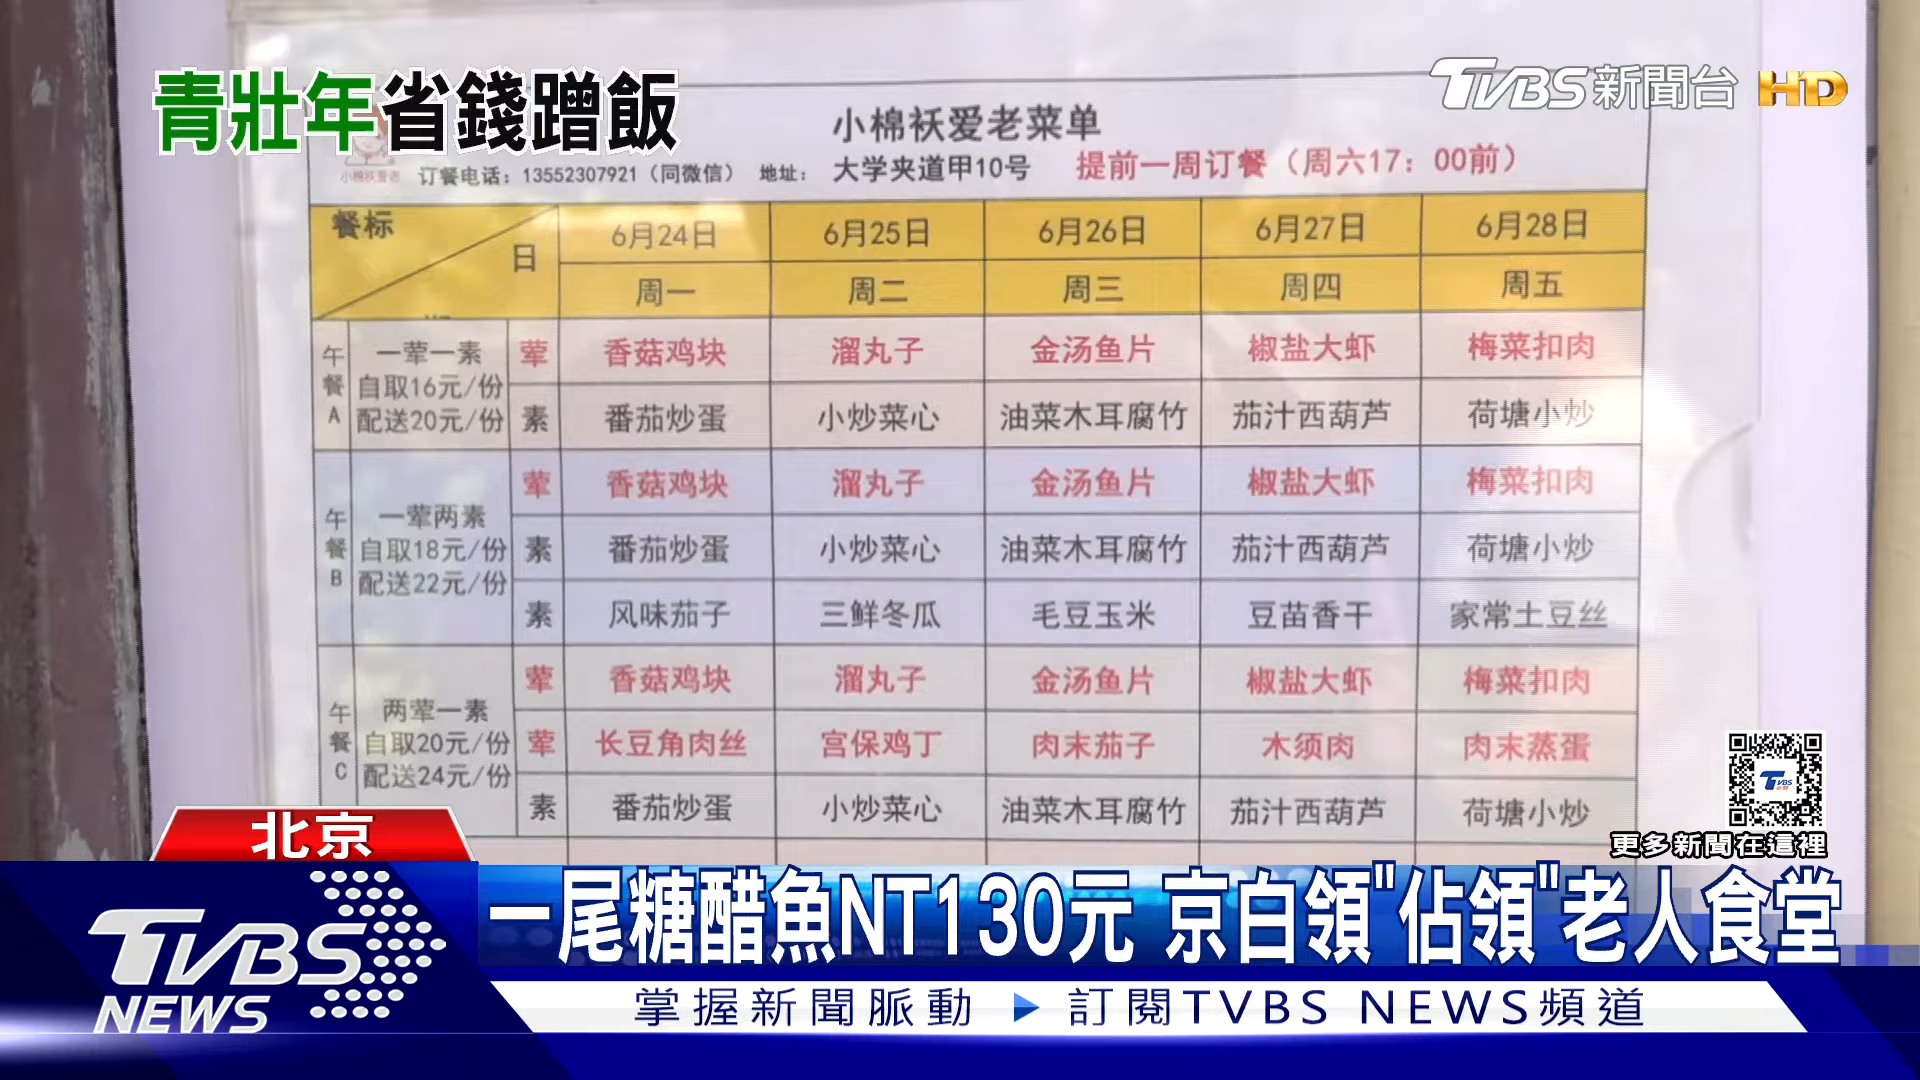 青壯年省錢蹭飯
TVBS新聞台 HD
小棉袄爱老菜单
小棉袄爱老
订餐电话：13552307921（同微信） 地址： 大学夹道甲10号 提前一周订餐（周六17：00前）
餐标 日 6月24日 6月25日 6月26日 6月27日 6月28日
周一 周二 周三 周四 周五
午餐A 一荤一素 自取16元/份 配送20元/份
荤 香菇鸡块 溜丸子 金汤鱼片 椒盐大虾 梅菜扣肉
素 番茄炒蛋 小炒菜心 油菜木耳腐竹 茄汁西葫芦 荷塘小炒
午餐B 一荤两素 自取18元/份 配送22元/份
荤 香菇鸡块 溜丸子 金汤鱼片 椒盐大虾 梅菜扣肉
素 番茄炒蛋 小炒菜心 油菜木耳腐竹 茄汁西葫芦 荷塘小炒
素 风味茄子 三鲜冬瓜 毛豆玉米 豆苗香干 家常土豆丝
午餐C 两荤一素 自取20元/份 配送24元/份
荤 香菇鸡块 溜丸子 金汤鱼片 椒盐大虾 梅菜扣肉
荤 长豆角肉丝 宫保鸡丁 肉末茄子 木须肉 肉末蒸蛋
素 番茄炒蛋 小炒菜心 油菜木耳腐竹 茄汁西葫芦 荷塘小炒
TVBS
更多新聞在這裡
北京
一尾糖醋魚NT130元 京白領"佔領"老人食堂
TVBS NEWS
掌握新聞脈動 ▶ 訂閱TVBS NEWS頻道